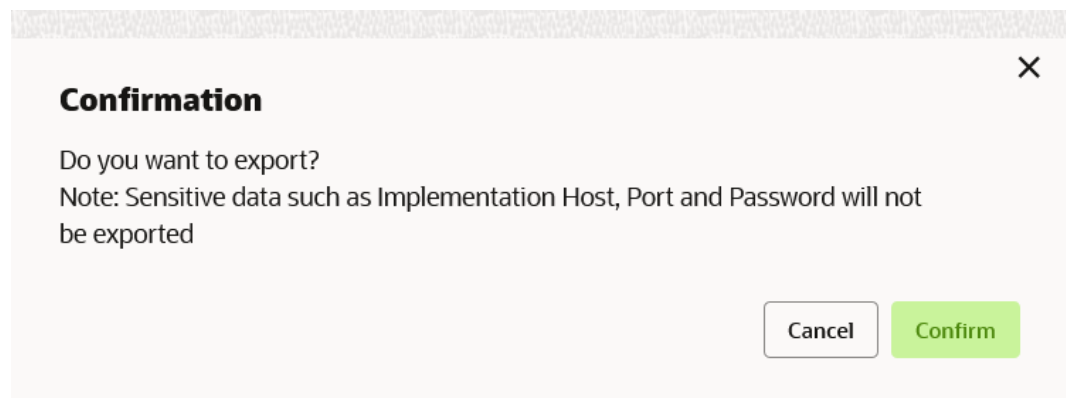 Confirmation
Do you want to export?
Note: Sensitive data such as Implementation Host, Port and Password will not
be exported
Cancel
Confirm